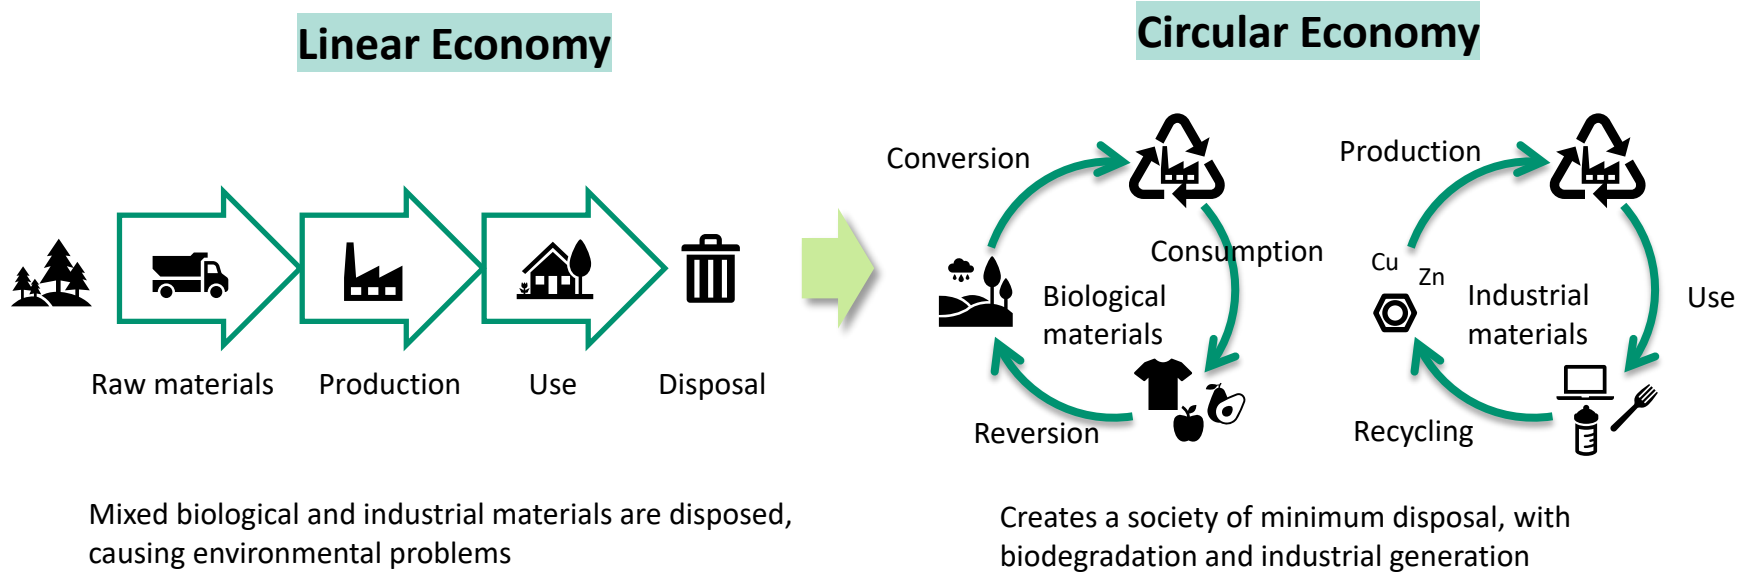 Linear Economy
Raw materials
Production
Use
Disposal
Mixed biological and industrial materials are disposed,
causing environmental problems
Circular Economy
Conversion
Consumption
Biological
materials
Reversion
Production
Cu
Zn
Industrial
materials
Use
Recycling
Creates a society of minimum disposal, with
biodegradation and industrial generation